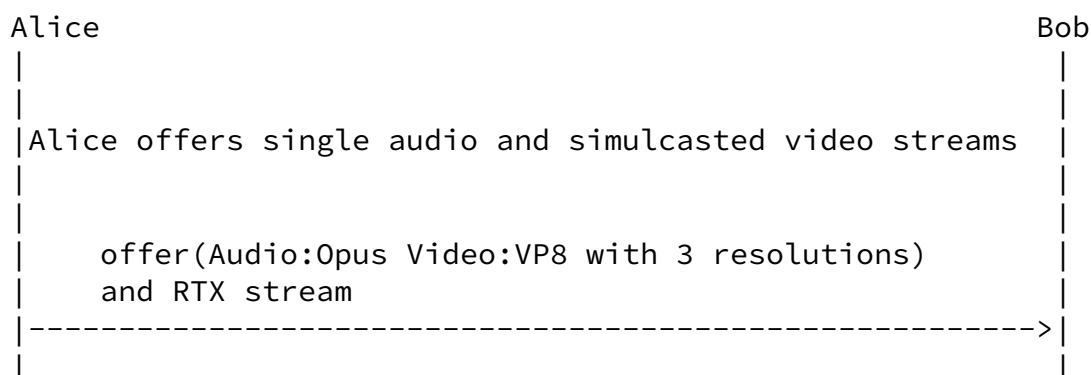 Alice Bob
Alice offers single audio and simulcasted video streams
offer(Audio:Opus Video:VP8 with 3 resolutions)
and RTX stream